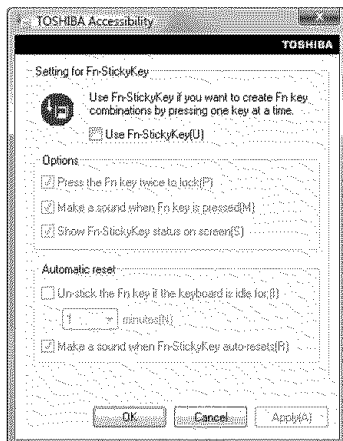 TOSHIBA Accessibility
TOSHIBA
Setting for Fn-StickyKey
Use Fn-StickyKey if you want to create Fn key
combinations by pressing one key at a time.
Use Fn-StickyKey(U)
Options
Press the Fn key twice to lock(P)
Make a sound when Fn key is pressed(M)
Show Fn-StickyKey status on screen(S)
Automatic reset
Un-stick the Fn key if the keyboard is idle for:(I)
1 minutes(N)
Make a sound when Fn-StickyKey auto-resets(R)
OK Cancel Apply(A)